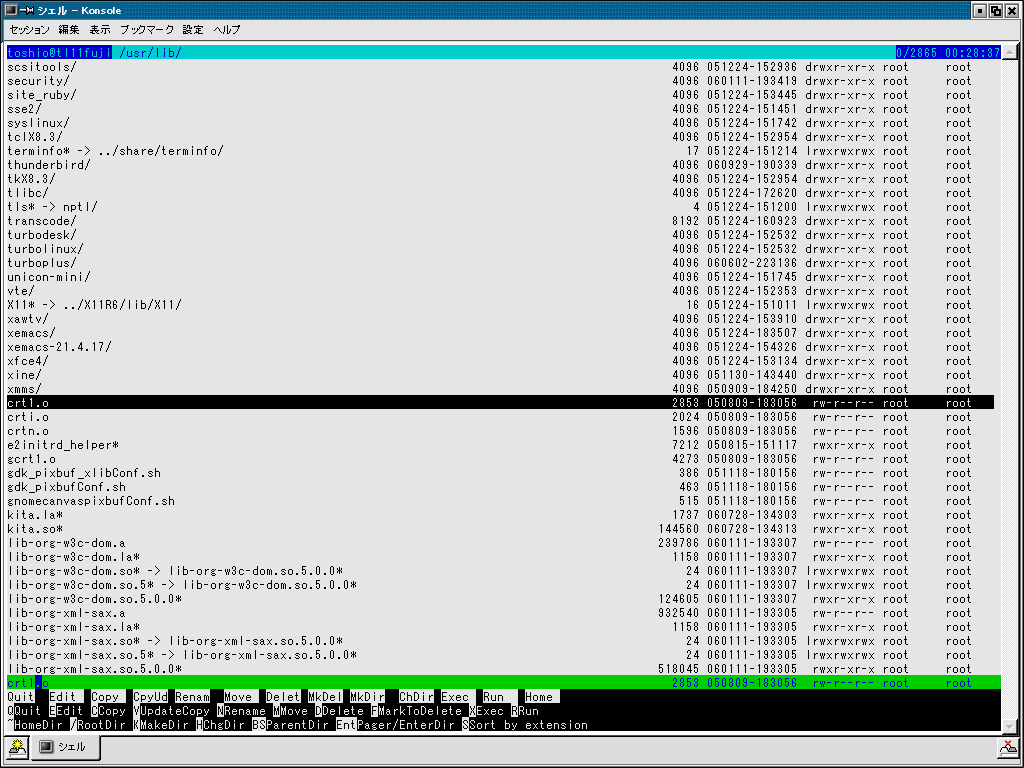 シェル − Konsole
セッション 編集 表示 ブックマーク 設定 ヘルプ
toshio@tl11fuji /usr/lib/ 0/2865 00:28:37
scsitools/ 4096 051224-152936 drwxr-xr-x root root
security/ 4096 060111-193419 drwxr-xr-x root root
site_ruby/ 4096 051224-153445 drwxr-xr-x root root
sse2/ 4096 051224-151451 drwxr-xr-x root root
syslinux/ 4096 051224-151742 drwxr-xr-x root root
tclX8.3/ 4096 051224-152954 drwxr-xr-x root root
terminfo* -> ../share/terminfo/ 17 051224-151214 lrwxrwxrwx root root
thunderbird/ 4096 060929-190339 drwxr-xr-x root root
tkX8.3/ 4096 051224-152954 drwxr-xr-x root root
tlibc/ 4096 051224-172620 drwxr-xr-x root root
tls* -> nptl/ 4 051224-151200 lrwxrwxrwx root root
transcode/ 8192 051224-160923 drwxr-xr-x root root
turbodesk/ 4096 051224-152532 drwxr-xr-x root root
turbolinux/ 4096 051224-152532 drwxr-xr-x root root
turboplus/ 4096 060602-223136 drwxr-xr-x root root
unicon-mini/ 4096 051224-151745 drwxr-xr-x root root
vte/ 4096 051224-152353 drwxr-xr-x root root
X11* -> ../X11R6/lib/X11/ 16 051224-151011 lrwxrwxrwx root root
xawtv/ 4096 051224-153910 drwxr-xr-x root root
xemacs/ 4096 051224-183507 drwxr-xr-x root root
xemacs-21.4.17/ 4096 051224-154326 drwxr-xr-x root root
xfce4/ 4096 051224-153134 drwxr-xr-x root root
xine/ 4096 051130-143440 drwxr-xr-x root root
xmms/ 4096 050909-184250 drwxr-xr-x root root
crt1.o 2853 050809-183056 rw-r--r-- root root
crti.o 2024 050809-183056 rw-r--r-- root root
crtn.o 1596 050809-183056 rw-r--r-- root root
e2initrd_helper* 7212 050815-151117 rwxr-xr-x root root
gcrt1.o 4273 050809-183056 rw-r--r-- root root
gdk_pixbuf_xlibConf.sh 386 051118-180156 rw-r--r-- root root
gdk_pixbufConf.sh 463 051118-180156 rw-r--r-- root root
gnomecanvaspixbufConf.sh 515 051118-180156 rw-r--r-- root root
kita.la* 1737 060728-134303 rwxr-xr-x root root
kita.so* 144560 060728-134313 rwxr-xr-x root root
lib-org-w3c-dom.a 239786 060111-193307 rw-r--r-- root root
lib-org-w3c-dom.la* 1158 060111-193307 rwxr-xr-x root root
lib-org-w3c-dom.so* -> lib-org-w3c-dom.so.5.0.0* 24 060111-193307 lrwxrwxrwx root root
lib-org-w3c-dom.so.5* -> lib-org-w3c-dom.so.5.0.0* 24 060111-193307 lrwxrwxrwx root root
lib-org-w3c-dom.so.5.0.0* 124605 060111-193307 rwxr-xr-x root root
lib-org-xml-sax.a 932540 060111-193305 rw-r--r-- root root
lib-org-xml-sax.la* 1158 060111-193305 rwxr-xr-x root root
lib-org-xml-sax.so* -> lib-org-xml-sax.so.5.0.0* 24 060111-193305 lrwxrwxrwx root root
lib-org-xml-sax.so.5* -> lib-org-xml-sax.so.5.0.0* 24 060111-193305 lrwxrwxrwx root root
lib-org-xml-sax.so.5.0.0* 518045 060111-193305 rwxr-xr-x root root
crt1.o 2853 050809-183056 rw-r--r-- root root
Quit Edit Copy CpyUd Renam Move Delet MkDel MkDir ChDir Exec Run Home
QQuit EEdit CCopy VUpdateCopy NRename MMove DDelete FMarkToDelete XExec RRun
~HomeDir /RootDir KMakeDir HChgDir BSParentDir EntPager/EnterDir SSort by extension
シェル